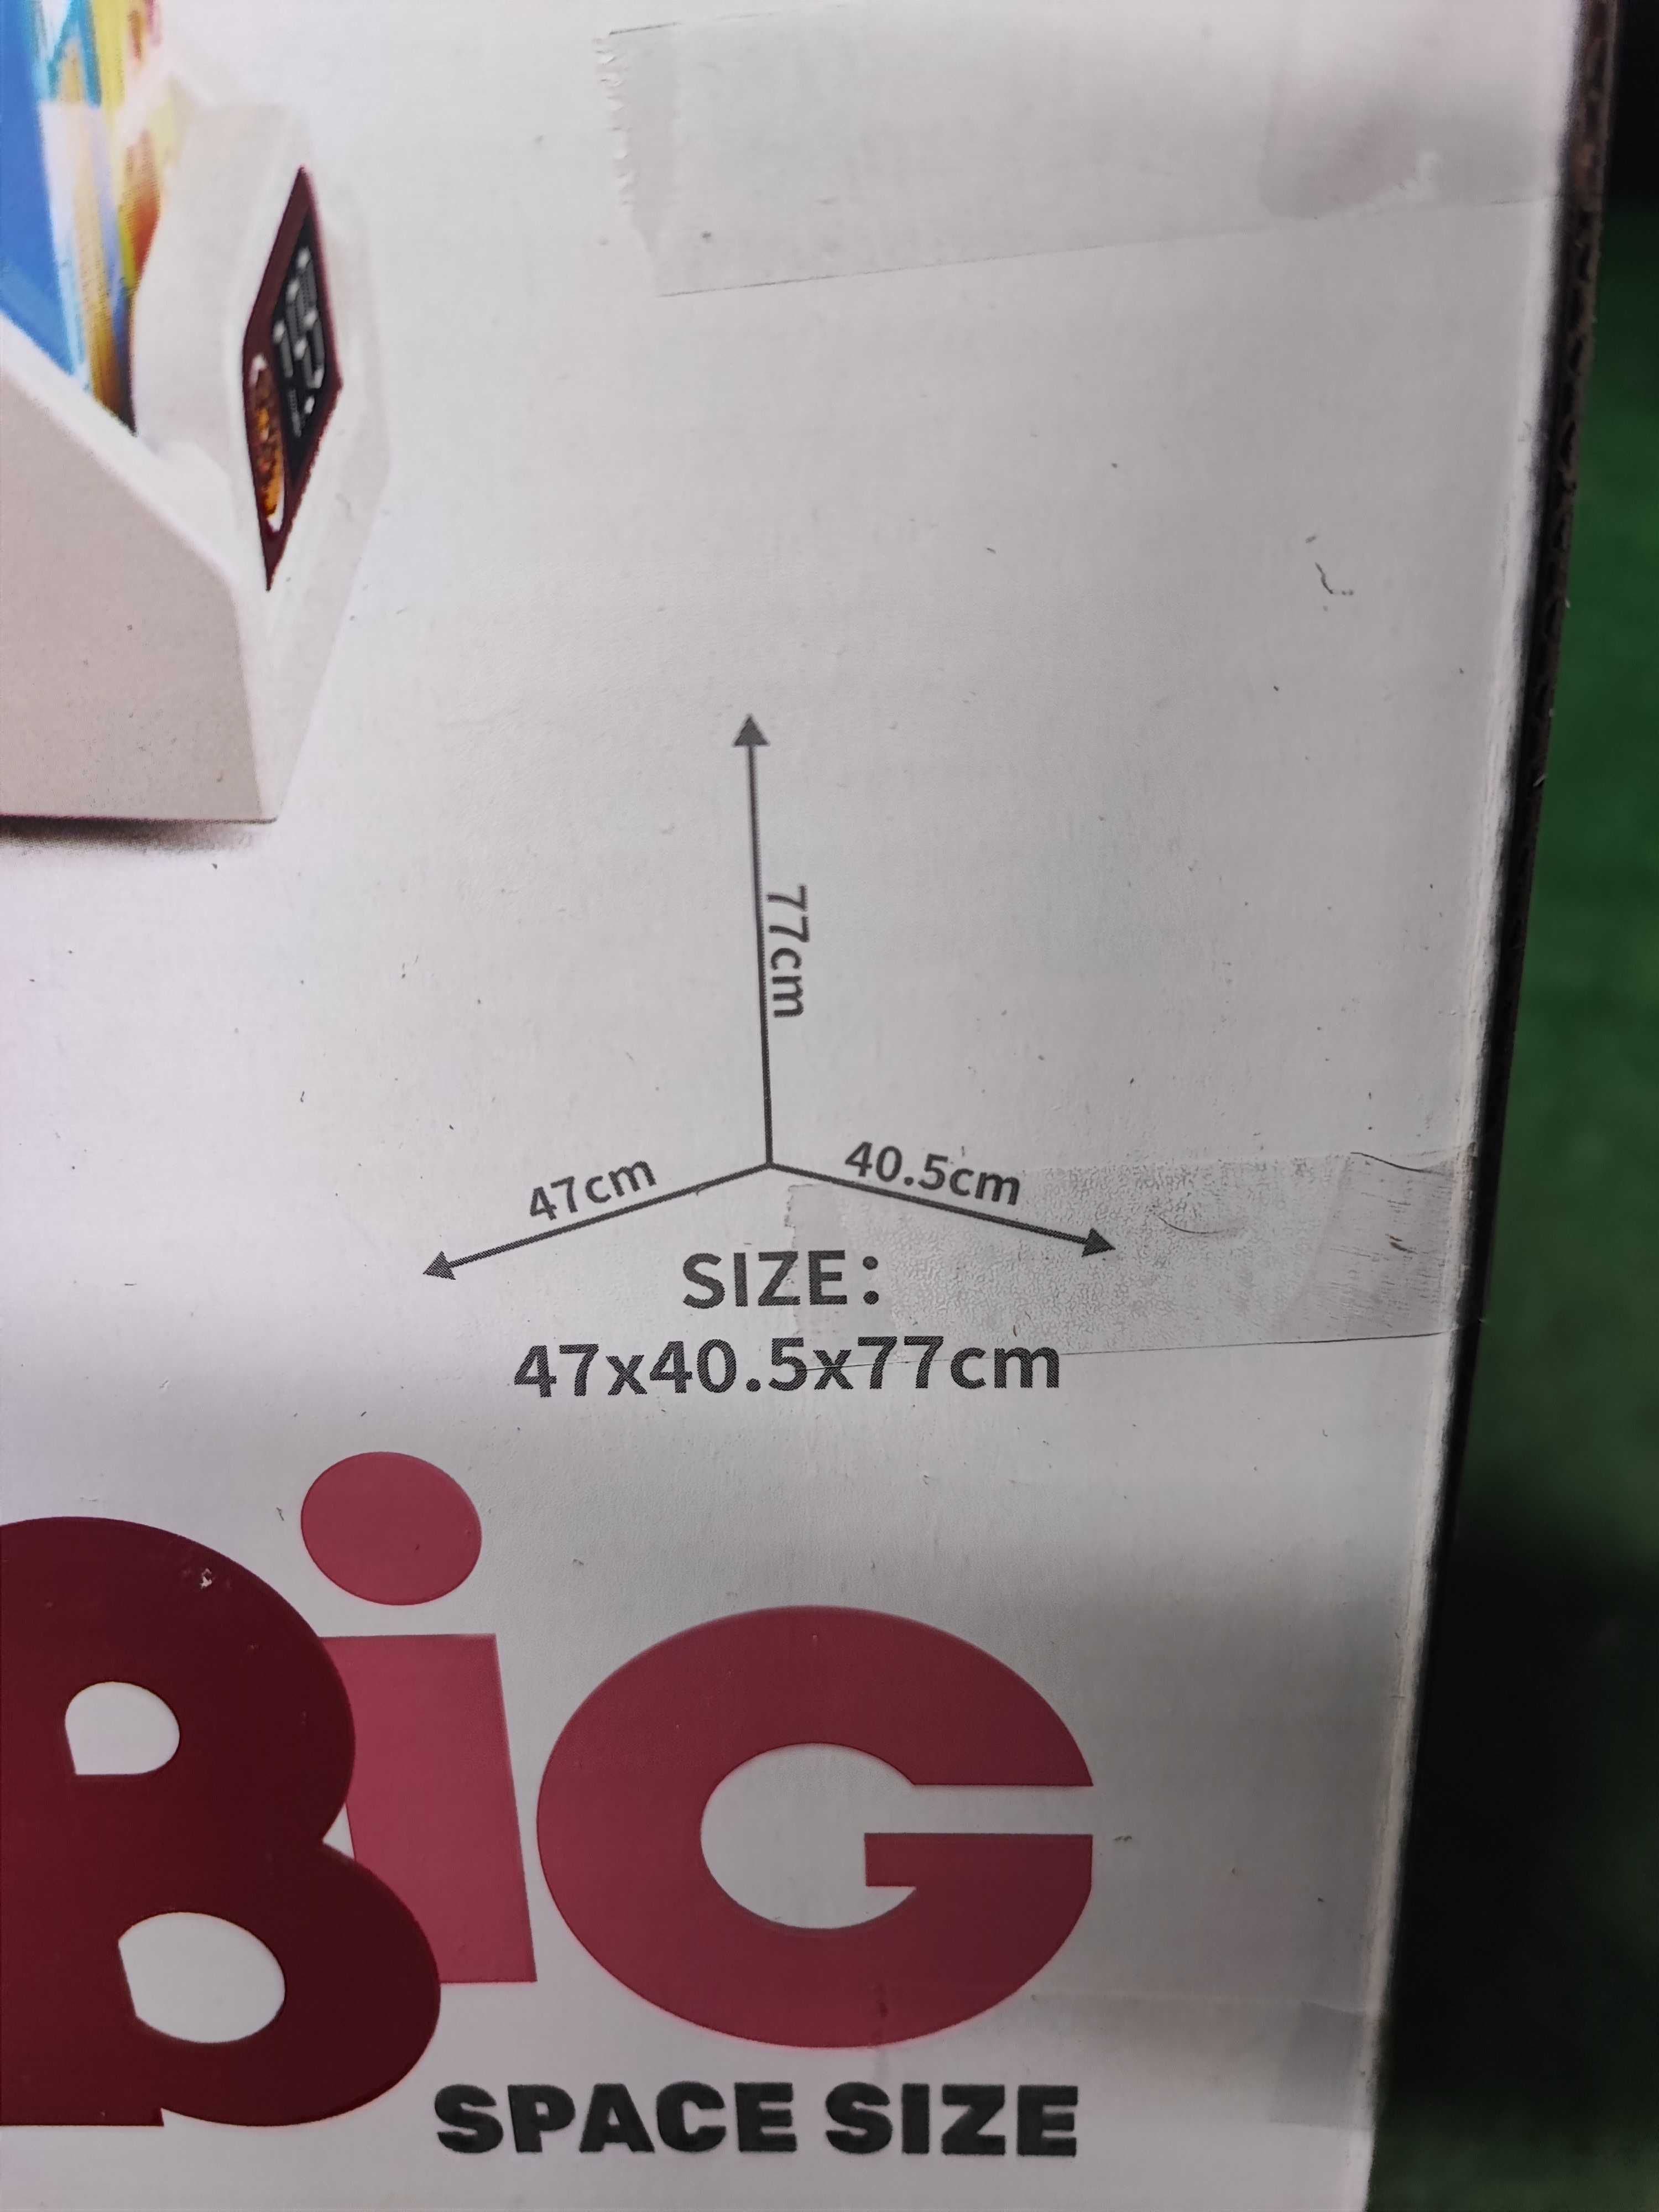 77cm
47cm
40.5cm
SIZE:
47x40.5x77cm
BiG
SPACE SIZE